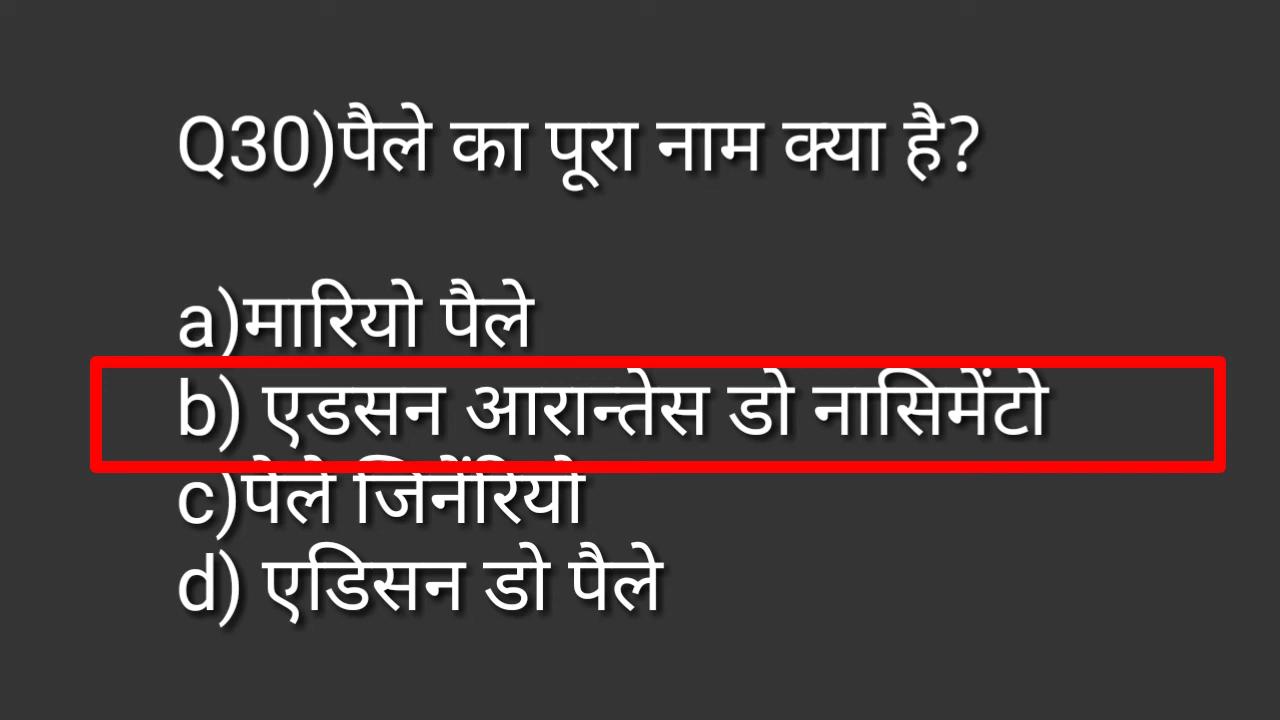 Q30)पैले का पूरा नाम क्या है?
a)मारियो पैले
b) एडसन आरान्तेस डो नासिमेंटो
c)पैले जिनेंरियो
d) एडिसन डो पैले